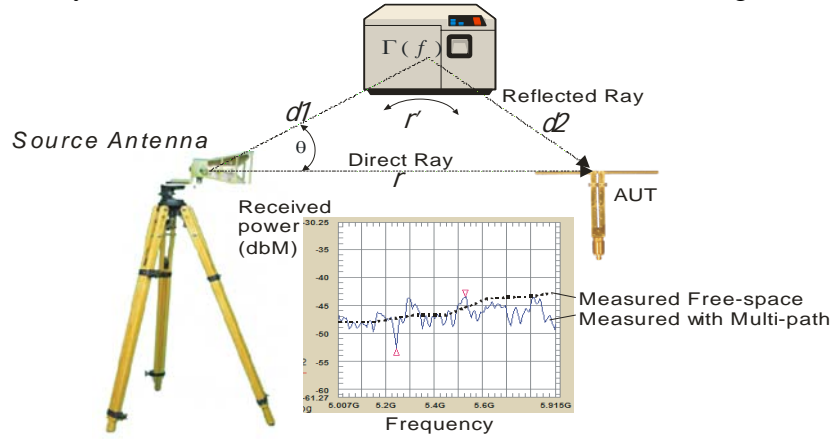 Γ(f)
d1
r'
Reflected Ray
d2
Source Antenna
θ
Direct Ray
r
AUT
Received
power
(dbM)
-30.25
-35
-40
-45
-50
-55
-60
-61.27
5.007G 5.2G 5.4G 5.6G 5.915G
Frequency
Measured Free-space
Measured with Multi-path